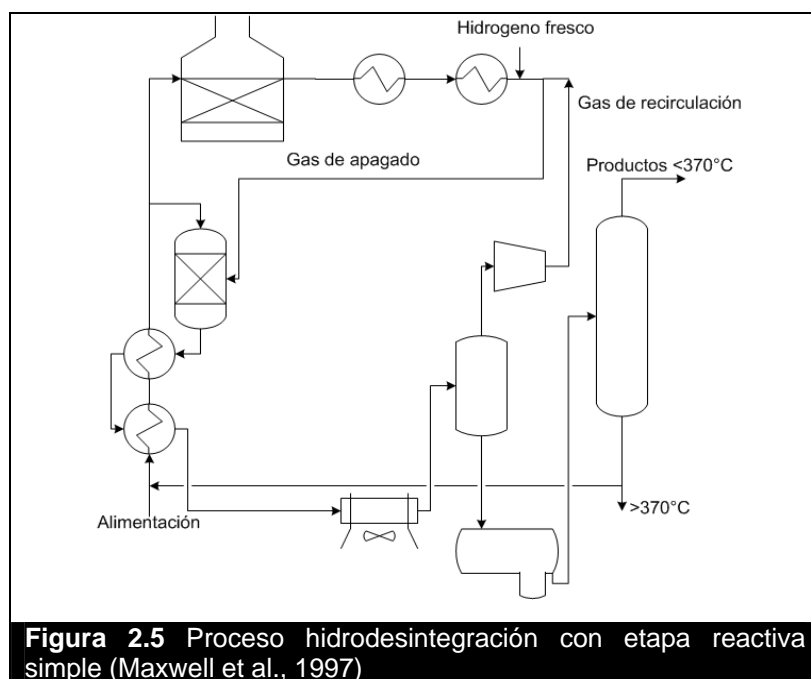 Hidrogeno fresco
Gas de recirculación
Gas de apagado
Productos <370°C
Alimentación
>370°C
Figura 2.5 Proceso hidrodesintegración con etapa reactiva
simple (Maxwell et al., 1997)